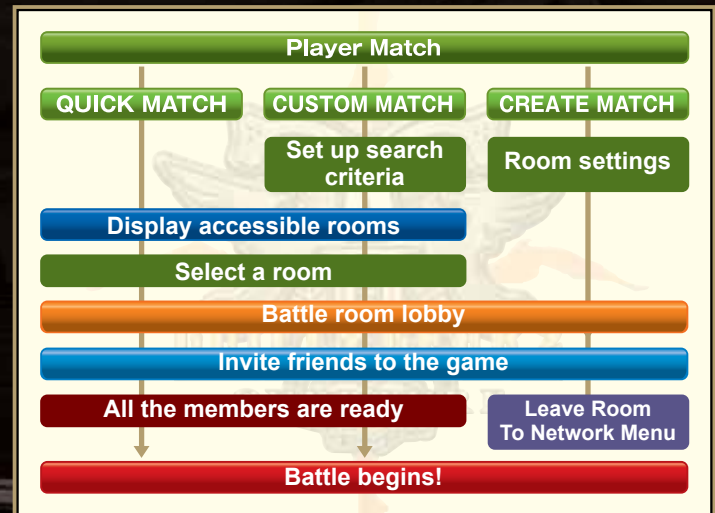 Player Match
QUICK MATCH
CUSTOM MATCH
CREATE MATCH
Set up search
criteria
Room settings
Display accessible rooms
Select a room
Battle room lobby
Invite friends to the game
All the members are ready
Leave Room
To Network Menu
Battle begins!